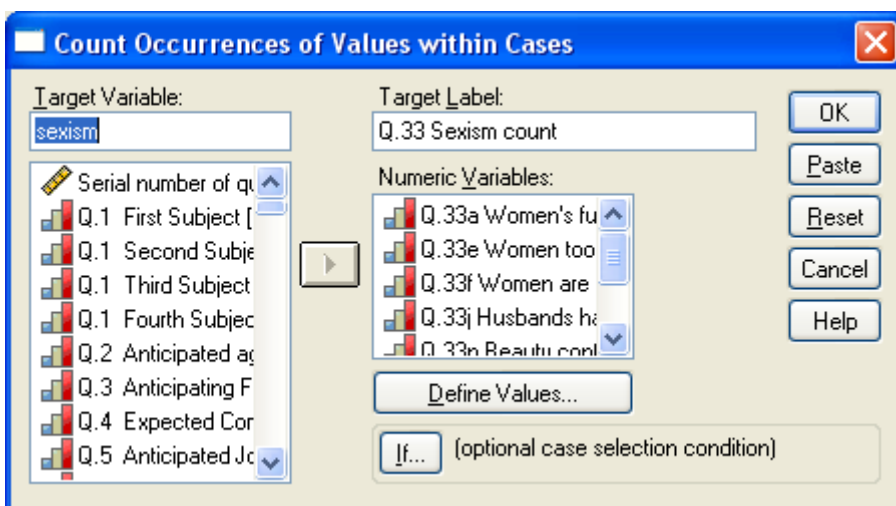 Count Occurrences of Values within Cases
Target Variable:
sexism
Serial number of qu
Q.1 First Subject [
Q.1 Second Subje
Q.1 Third Subject
Q.1 Fourth Subjec
Q.2 Anticipated ag
Q.3 Anticipating F
Q.4 Expected Cor
Q.5 Anticipated Jo
Target Label:
Q.33 Sexism count
Numeric Variables:
Q.33a Women's fu
Q.33e Women too
Q.33f Women are
Q.33j Husbands ha
Q.33n Beauty cont
Define Values...
If... (optional case selection condition)
OK
Paste
Reset
Cancel
Help